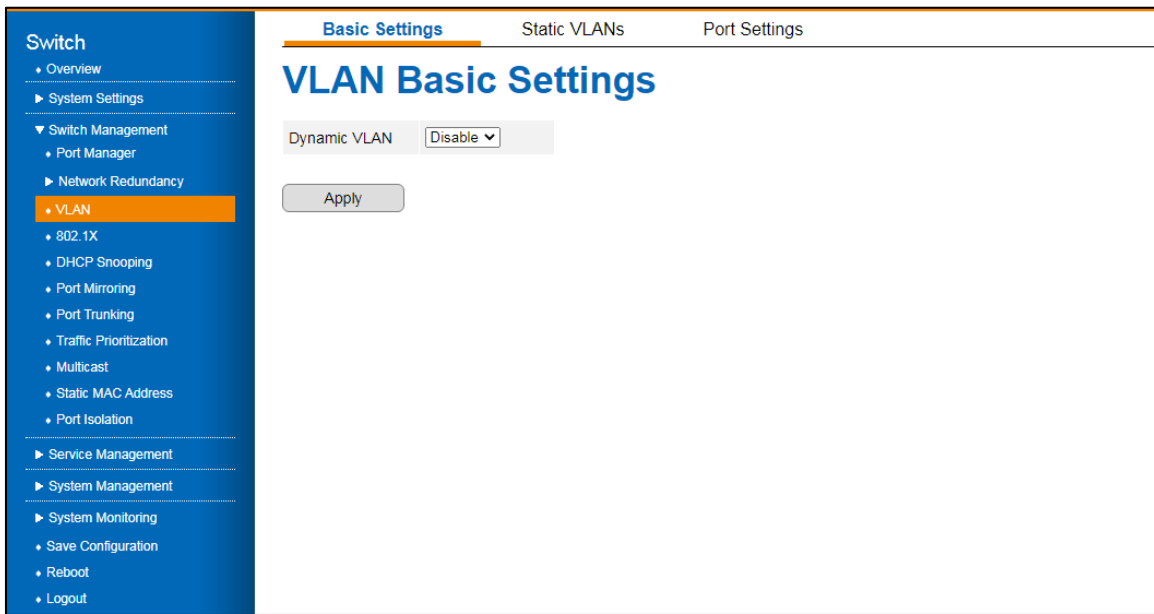 Switch
Overview
System Settings
Switch Management
Port Manager
Network Redundancy
VLAN
802.1X
DHCP Snooping
Port Mirroring
Port Trunking
Traffic Prioritization
Multicast
Static MAC Address
Port Isolation
Service Management
System Management
System Monitoring
Save Configuration
Reboot
Logout
Basic Settings Static VLANs Port Settings
VLAN Basic Settings
Dynamic VLAN Disable
Apply